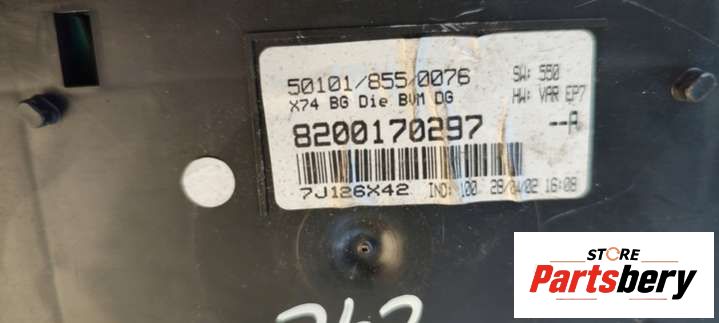 50101/855/0076 SW: S50
X74 BG Die BVM DG HW: VAR EP7
8200170297 --A
7J126X42 IND: 100 28/04/02 16:08
STORE
Partsbery